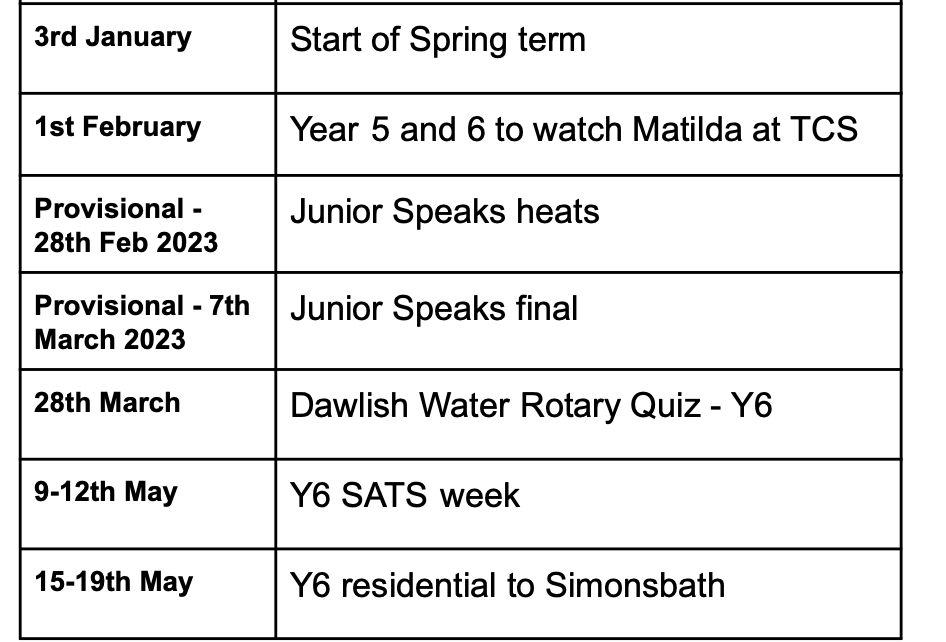 3rd January
Start of Spring term
1st February
Year 5 and 6 to watch Matilda at TCS
Provisional -
28th Feb 2023
Junior Speaks heats
Provisional - 7th
March 2023
Junior Speaks final
28th March
Dawlish Water Rotary Quiz - Y6
9-12th May
Y6 SATS week
15-19th May
Y6 residential to Simonsbath